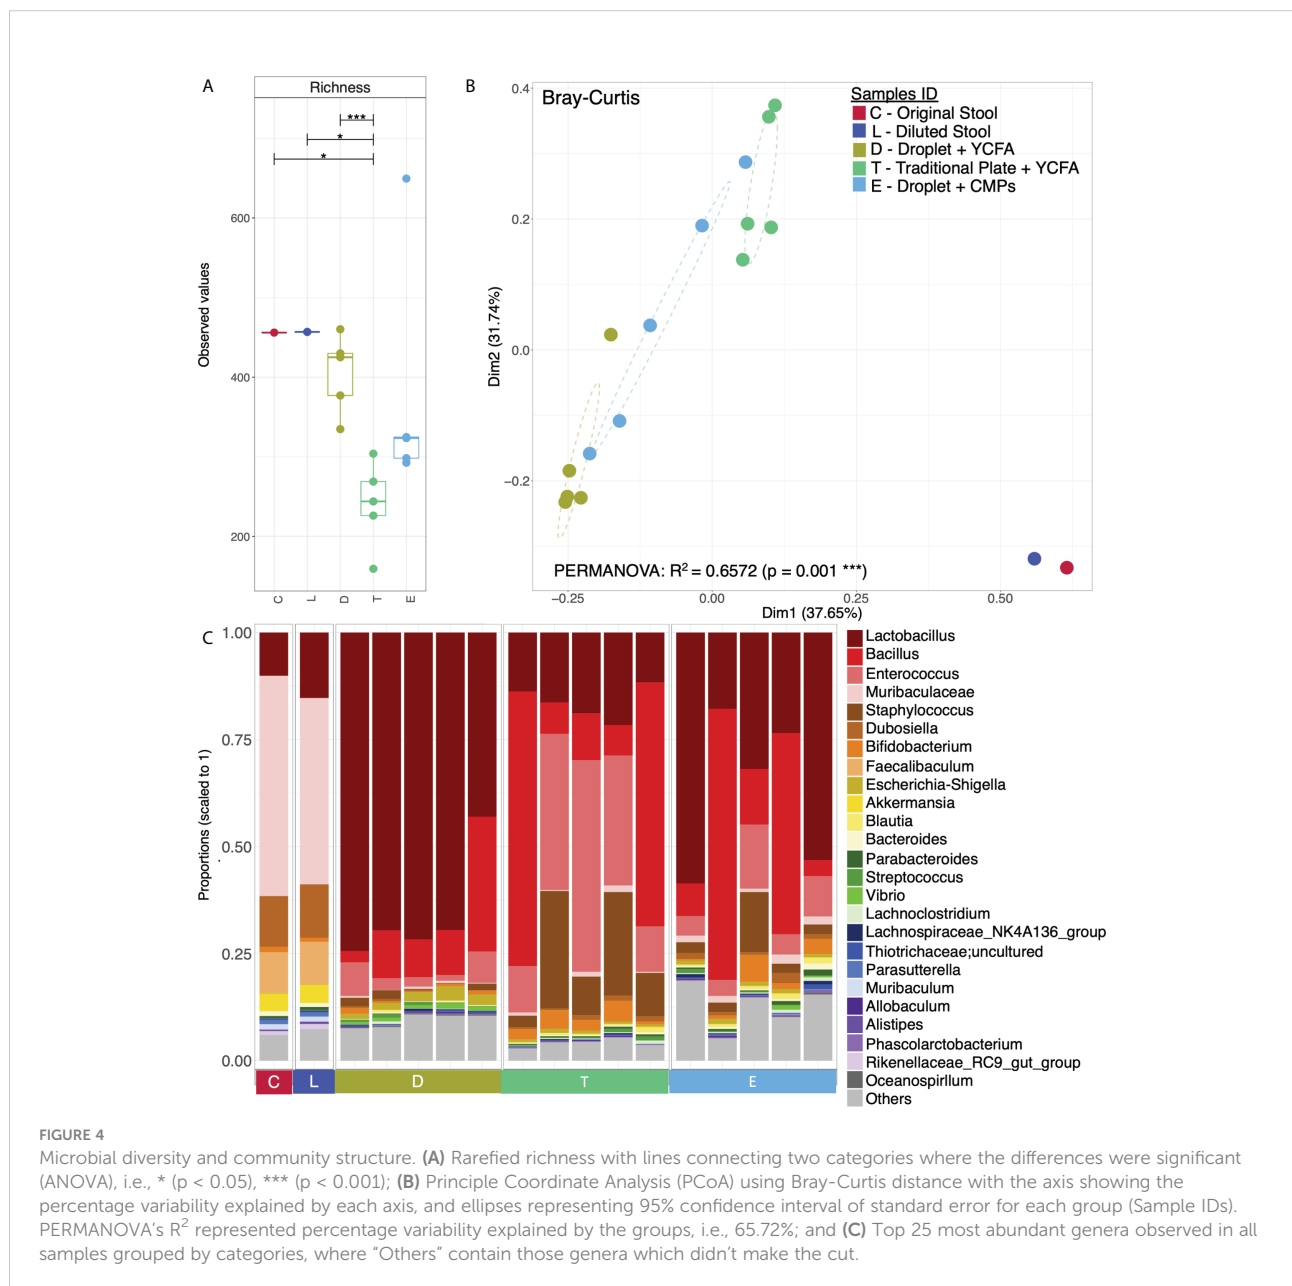 A
Richness
***
*
*
Observed values
600
400
200
C
L
D
T
E
B
Bray-Curtis
Samples ID
C - Original Stool
L - Diluted Stool
D - Droplet + YCFA
T - Traditional Plate + YCFA
E - Droplet + CMPs
0.4
0.2
0.0
−0.2
Dim2 (31.74%)
PERMANOVA: R² = 0.6572 (p = 0.001 ***)
−0.25
0.00
0.25
0.50
Dim1 (37.65%)
C
1.00
0.75
0.50
0.25
0.00
Proportions (scaled to 1)
C
L
D
T
E
Lactobacillus
Bacillus
Enterococcus
Muribaculaceae
Staphylococcus
Dubosiella
Bifidobacterium
Faecalibaculum
Escherichia-Shigella
Akkermansia
Blautia
Bacteroides
Parabacteroides
Streptococcus
Vibrio
Lachnoclostridium
Lachnospiraceae_NK4A136_group
Thiotrichaceae;uncultured
Parasutterella
Muribaculum
Allobaculum
Alistipes
Phascolarctobacterium
Rikenellaceae_RC9_gut_group
Oceanospirllum
Others
FIGURE 4
Microbial diversity and community structure. (A) Rarefied richness with lines connecting two categories where the differences were significant
(ANOVA), i.e., * (p < 0.05), *** (p < 0.001); (B) Principle Coordinate Analysis (PCoA) using Bray-Curtis distance with the axis showing the
percentage variability explained by each axis, and ellipses representing 95% confidence interval of standard error for each group (Sample IDs).
PERMANOVA's R² represented percentage variability explained by the groups, i.e., 65.72%; and (C) Top 25 most abundant genera observed in all
samples grouped by categories, where "Others" contain those genera which didn't make the cut.